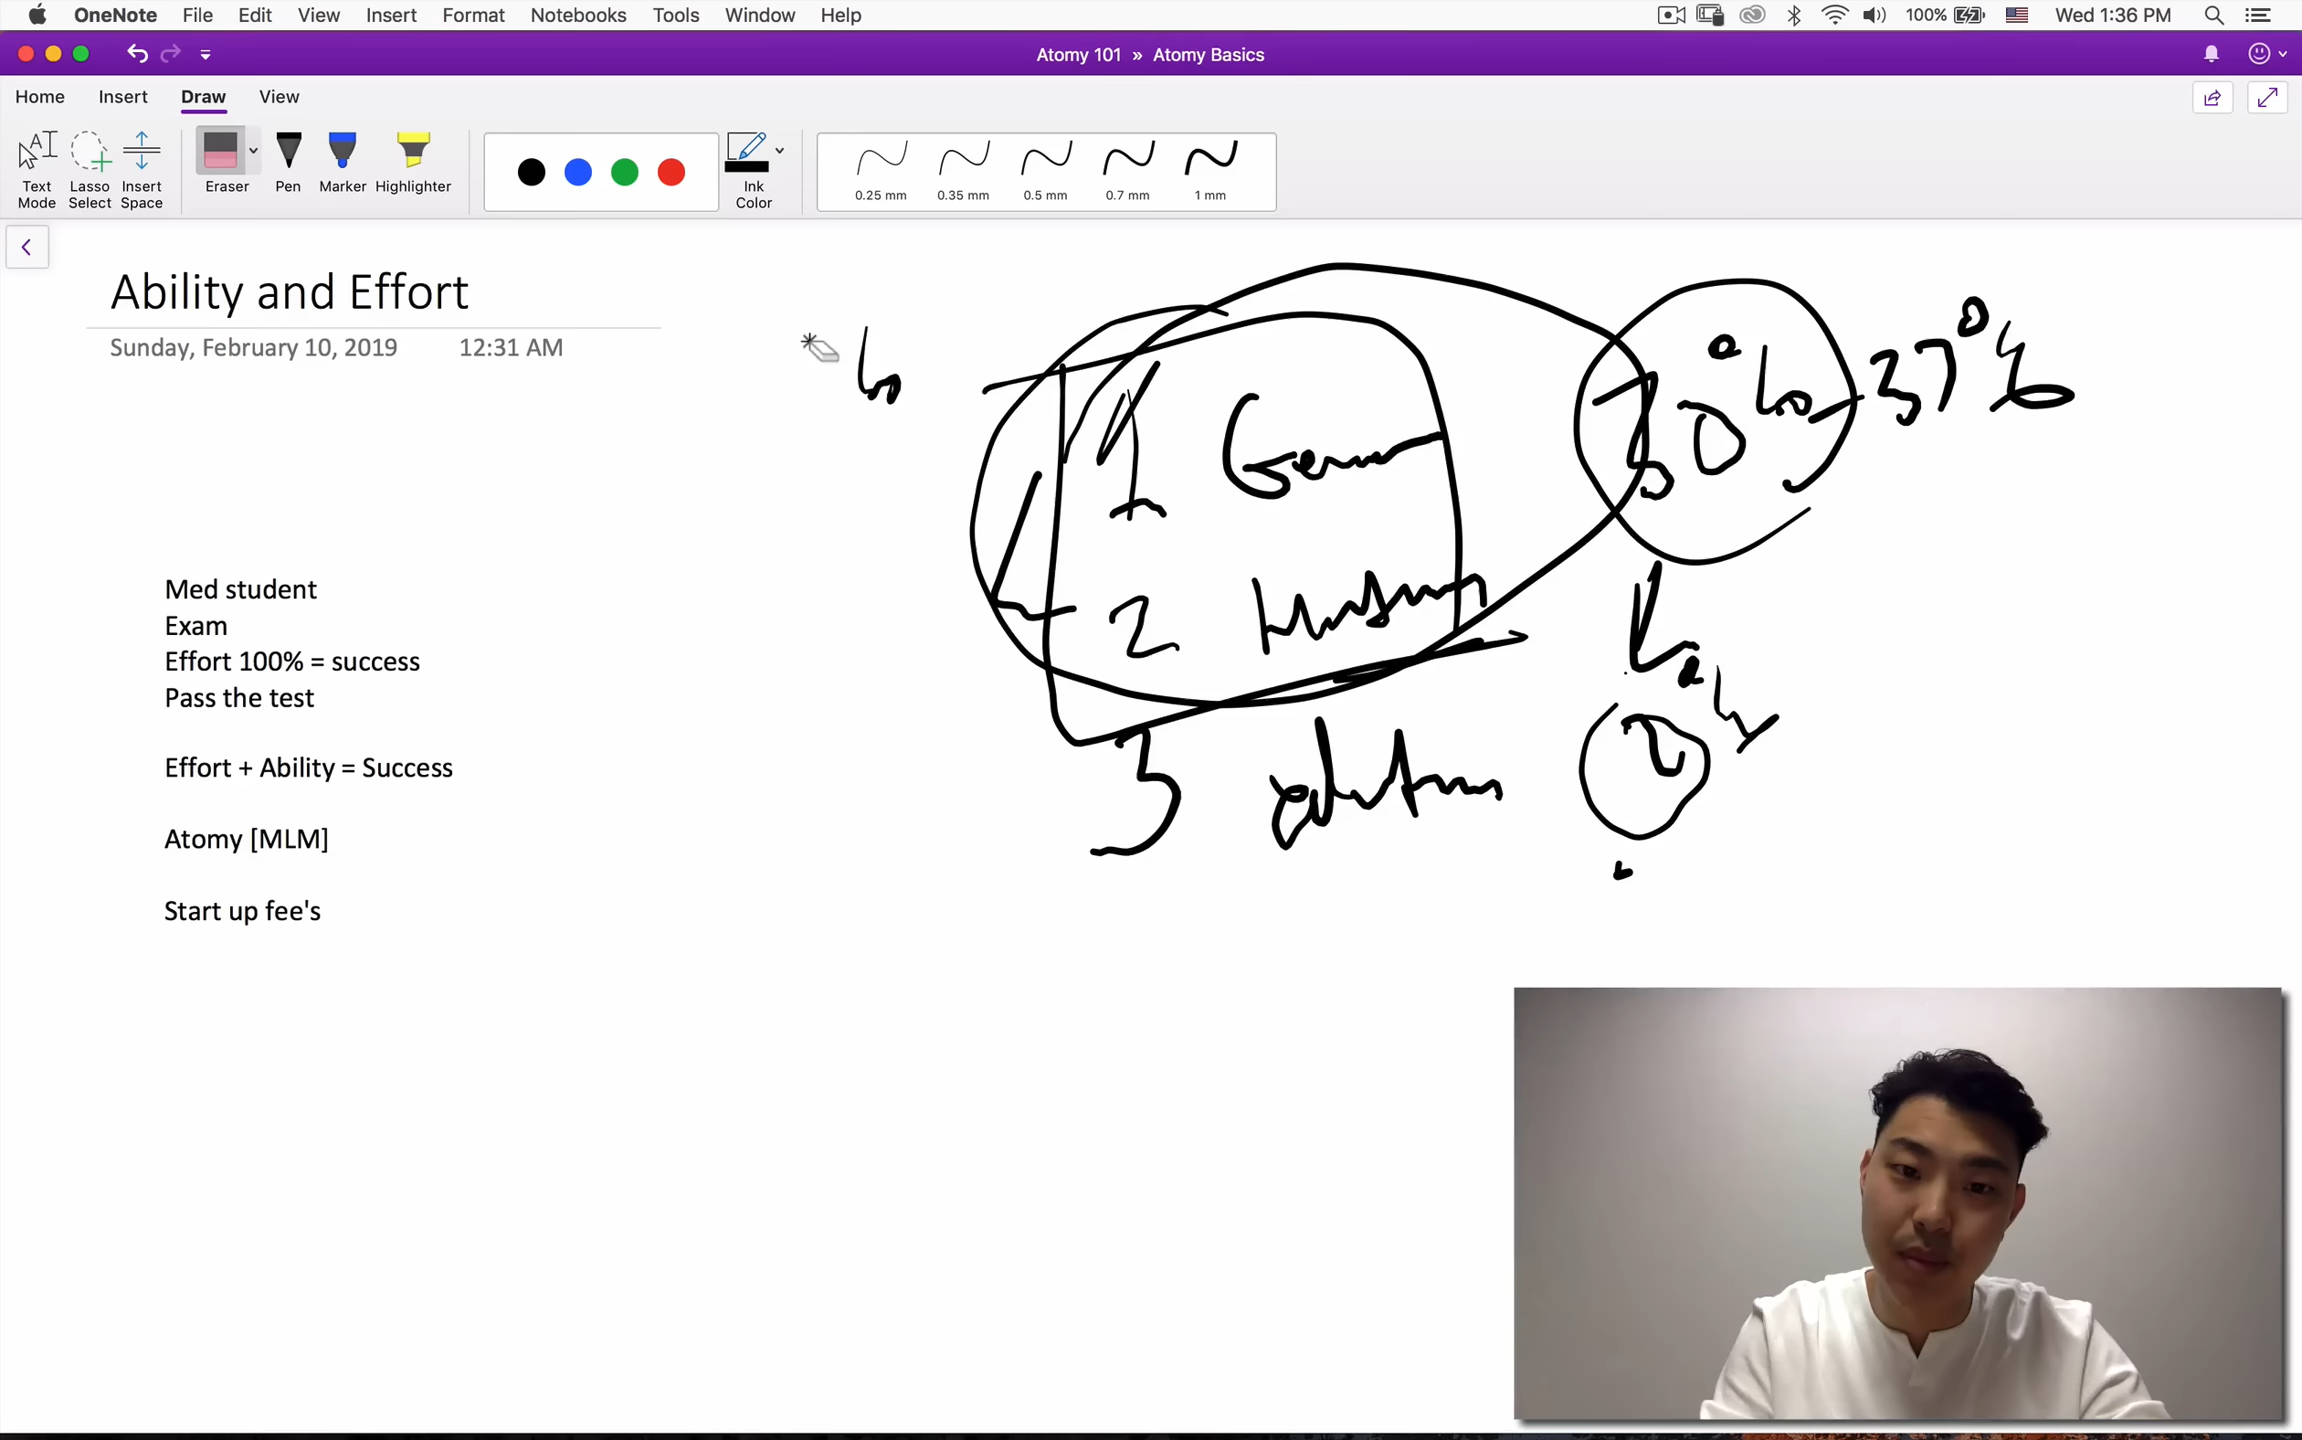 OneNote File Edit View Insert Format Notebooks Tools Window Help 100% Wed 1:36 PM
Atomy 101 » Atomy Basics
Home Insert Draw View
Text Mode Lasso Select Insert Space Eraser Pen Marker Highlighter Ink Color 0.25 mm 0.35 mm 0.5 mm 0.7 mm 1 mm
Ability and Effort
Sunday, February 10, 2019 12:31 AM
37%
1
2
3
Med student
Exam
Effort 100% = success
Pass the test
Effort + Ability = Success
Atomy [MLM]
Start up fee's